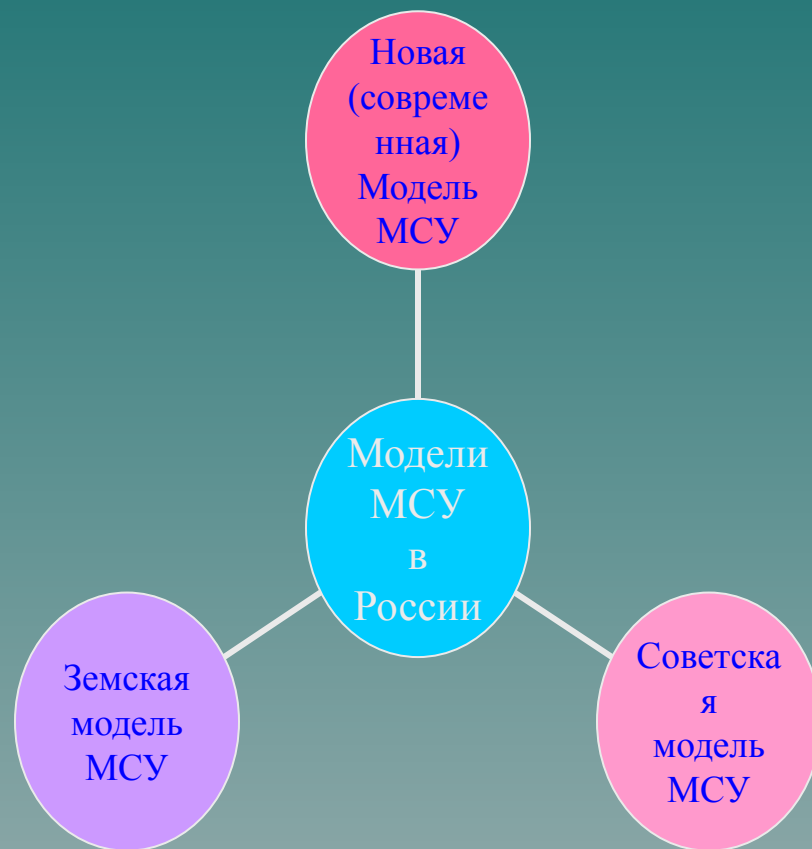 Новая
(совреме
нная)
Модель
МСУ
Модели
МСУ
в
России
Земская
модель
МСУ
Советска
я
модель
МСУ